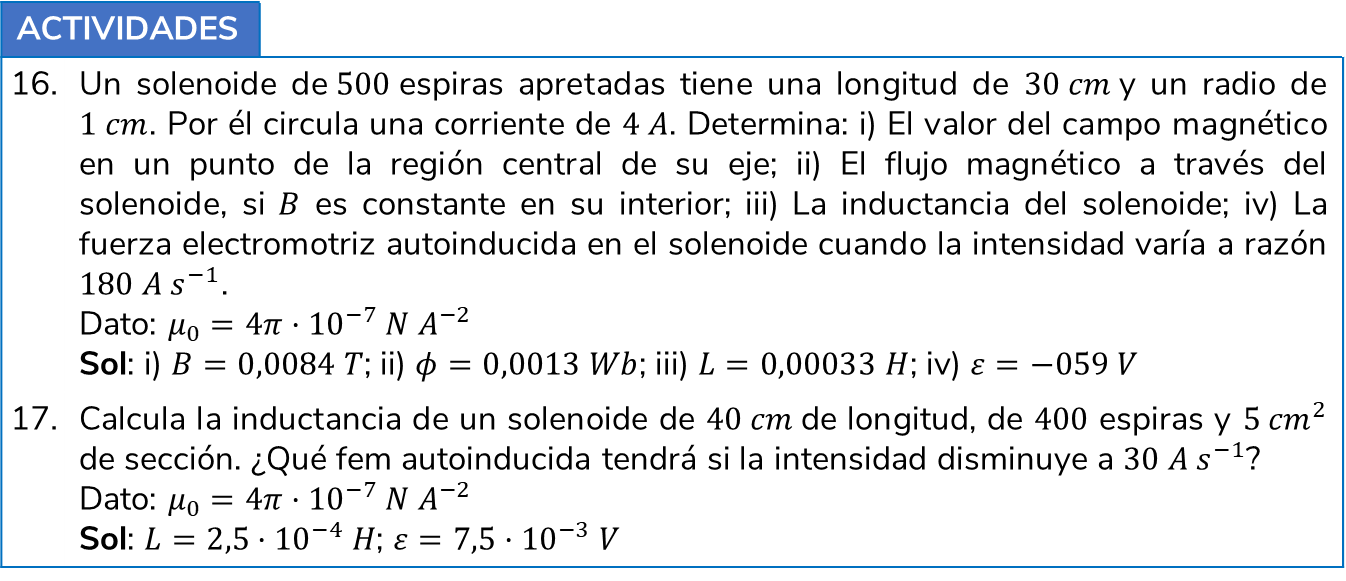 ACTIVIDADES
16. Un solenoide de 500 espiras apretadas tiene una longitud de 30 cm y un radio de
1 cm. Por él circula una corriente de 4 A. Determina: i) El valor del campo magnético
en un punto de la región central de su eje; ii) El flujo magnético a través del
solenoide, si B es constante en su interior; iii) La inductancia del solenoide; iv) La
fuerza electromotriz autoinducida en el solenoide cuando la intensidad varía a razón
180 A s⁻¹.
Dato: μ₀ = 4π · 10⁻⁷ N A⁻²
Sol: i) B = 0,0084 T; ii) ϕ = 0,0013 Wb; iii) L = 0,00033 H; iv) ε = −059 V
17. Calcula la inductancia de un solenoide de 40 cm de longitud, de 400 espiras y 5 cm²
de sección. ¿Qué fem autoinducida tendrá si la intensidad disminuye a 30 A s⁻¹?
Dato: μ₀ = 4π · 10⁻⁷ N A⁻²
Sol: L = 2,5 · 10⁻⁴ H; ε = 7,5 · 10⁻³ V